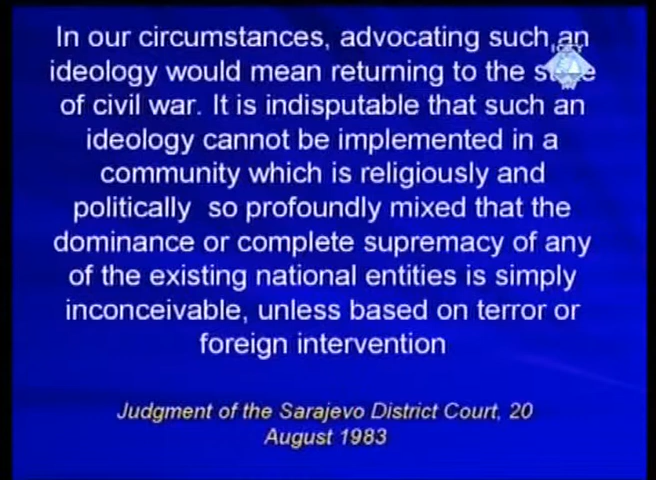 In our circumstances, advocating such an
ideology would mean returning to the state
of civil war. It is indisputable that such an
ideology cannot be implemented in a
community which is religiously and
politically so profoundly mixed that the
dominance or complete supremacy of any
of the existing national entities is simply
inconceivable, unless based on terror or
foreign intervention
Judgment of the Sarajevo District Court, 20
August 1983